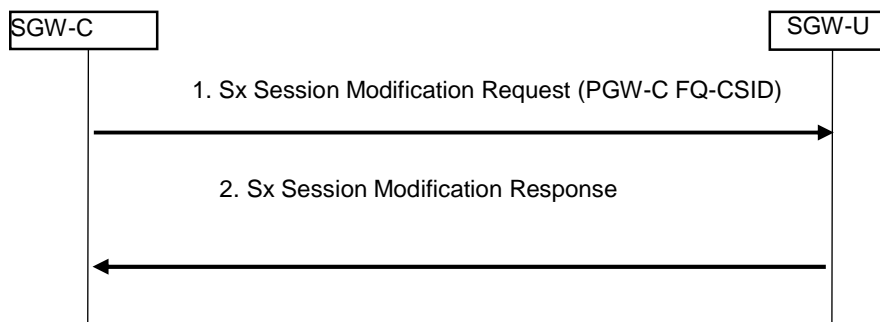 SGW-C
SGW-U
1. Sx Session Modification Request (PGW-C FQ-CSID)
2. Sx Session Modification Response